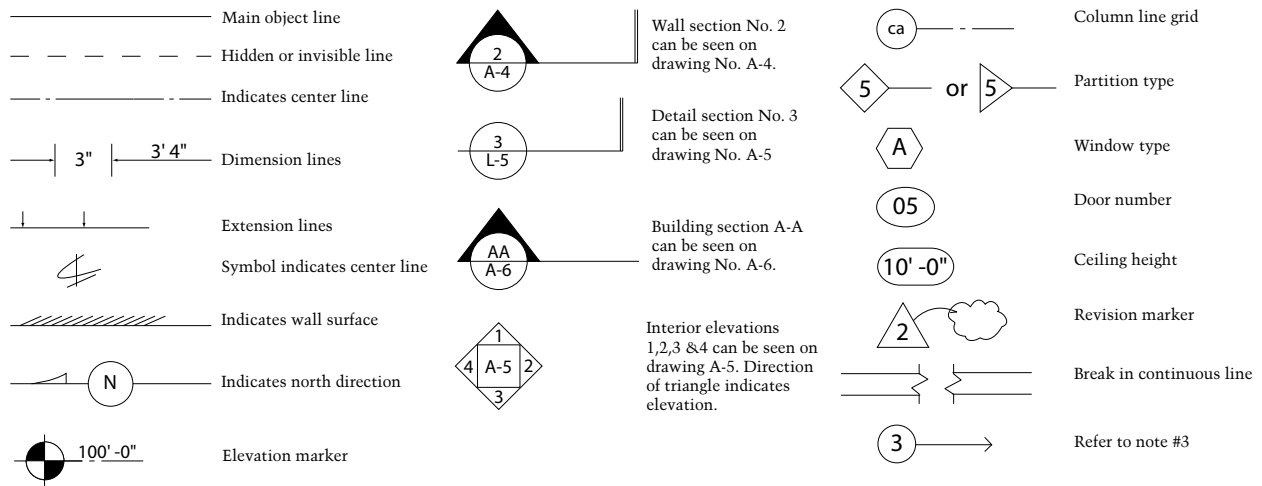 Main object line
Hidden or invisible line
Indicates center line
3"
3' 4"
Dimension lines
Extension lines
Symbol indicates center line
Indicates wall surface
N
Indicates north direction
100' -0"
Elevation marker
2
A-4
Wall section No. 2
can be seen on
drawing No. A-4.
3
L-5
Detail section No. 3
can be seen on
drawing No. A-5
AA
A-6
Building section A-A
can be seen on
drawing No. A-6.
1
4 A-5 2
3
Interior elevations
1,2,3 &4 can be seen on
drawing A-5. Direction
of triangle indicates
elevation.
ca
Column line grid
5 or 5
Partition type
A
Window type
05
Door number
10' -0"
Ceiling height
2
Revision marker
Break in continuous line
3
Refer to note #3